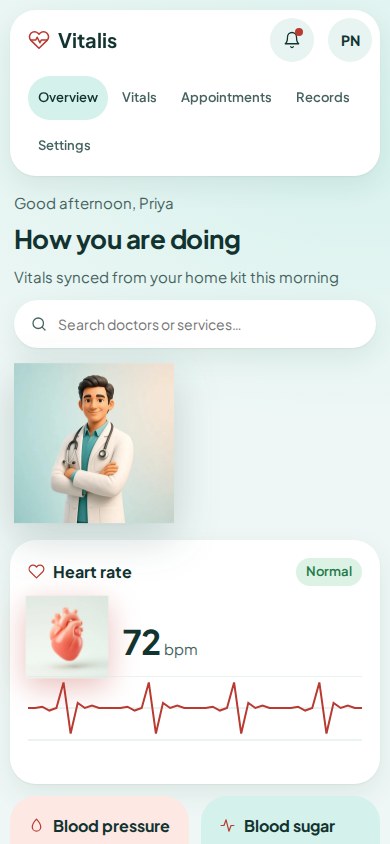 Vitalis
PN
Overview Vitals Appointments Records
Settings
Good afternoon, Priya
How you are doing
Vitals synced from your home kit this morning
Search doctors or services...
Heart rate
Normal
72 bpm
Blood pressure
Blood sugar